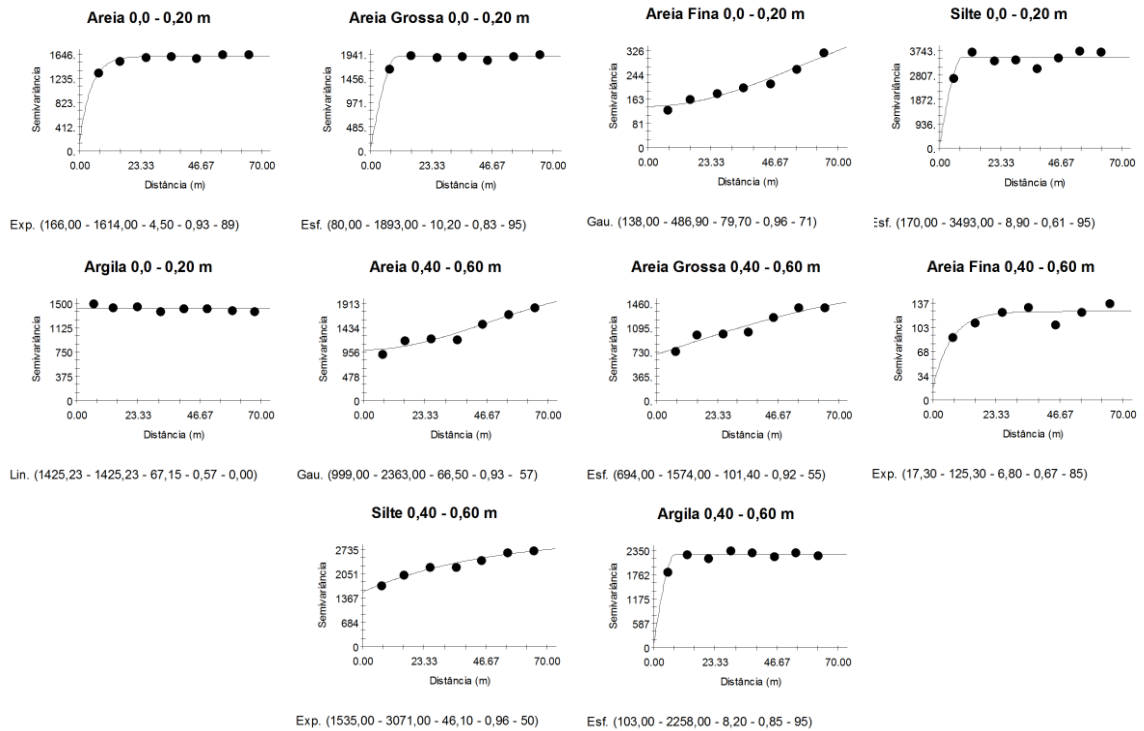 Areia 0,0 - 0,20 m
Semivariância
1646.
1235.
823.
412.
0.
0.00 23.33 46.67 70.00
Distância (m)
Exp. (166,00 - 1614,00 - 4,50 - 0,93 - 89)
Areia Grossa 0,0 - 0,20 m
Semivariância
1941.
1456.
971.
485.
0.
0.00 23.33 46.67 70.00
Distância (m)
Esf. (80,00 - 1893,00 - 10,20 - 0,83 - 95)
Areia Fina 0,0 - 0,20 m
Semivariância
326
244
163
81
0
0.00 23.33 46.67 70.00
Distância (m)
Gau. (138,00 - 486,90 - 79,70 - 0,96 - 71)
Silte 0,0 - 0,20 m
Semivariância
3743.
2807.
1872.
936.
0.
0.00 23.33 46.67 70.00
Distância (m)
Esf. (170,00 - 3493,00 - 8,90 - 0,61 - 95)
Argila 0,0 - 0,20 m
Semivariância
1500
1125
750
375
0
0.00 23.33 46.67 70.00
Distância (m)
Lin. (1425,23 - 1425,23 - 67,15 - 0,57 - 0,00)
Areia 0,40 - 0,60 m
Semivariância
1913
1434
956
478
0
0.00 23.33 46.67 70.00
Distância (m)
Gau. (999,00 - 2363,00 - 66,50 - 0,93 - 57)
Areia Grossa 0,40 - 0,60 m
Semivariância
1460.
1095.
730.
365.
0.
0.00 23.33 46.67 70.00
Distância (m)
Esf. (694,00 - 1574,00 - 101,40 - 0,92 - 55)
Areia Fina 0,40 - 0,60 m
Semivariância
137
103
68
34
0
0.00 23.33 46.67 70.00
Distância (m)
Exp. (17,30 - 125,30 - 6,80 - 0,67 - 85)
Silte 0,40 - 0,60 m
Semivariância
2735
2051
1367
684
0
0.00 23.33 46.67 70.00
Distância (m)
Exp. (1535,00 - 3071,00 - 46,10 - 0,96 - 50)
Argila 0,40 - 0,60 m
Semivariância
2350
1762
1175
587
0
0.00 23.33 46.67 70.00
Distância (m)
Esf. (103,00 - 2258,00 - 8,20 - 0,85 - 95)